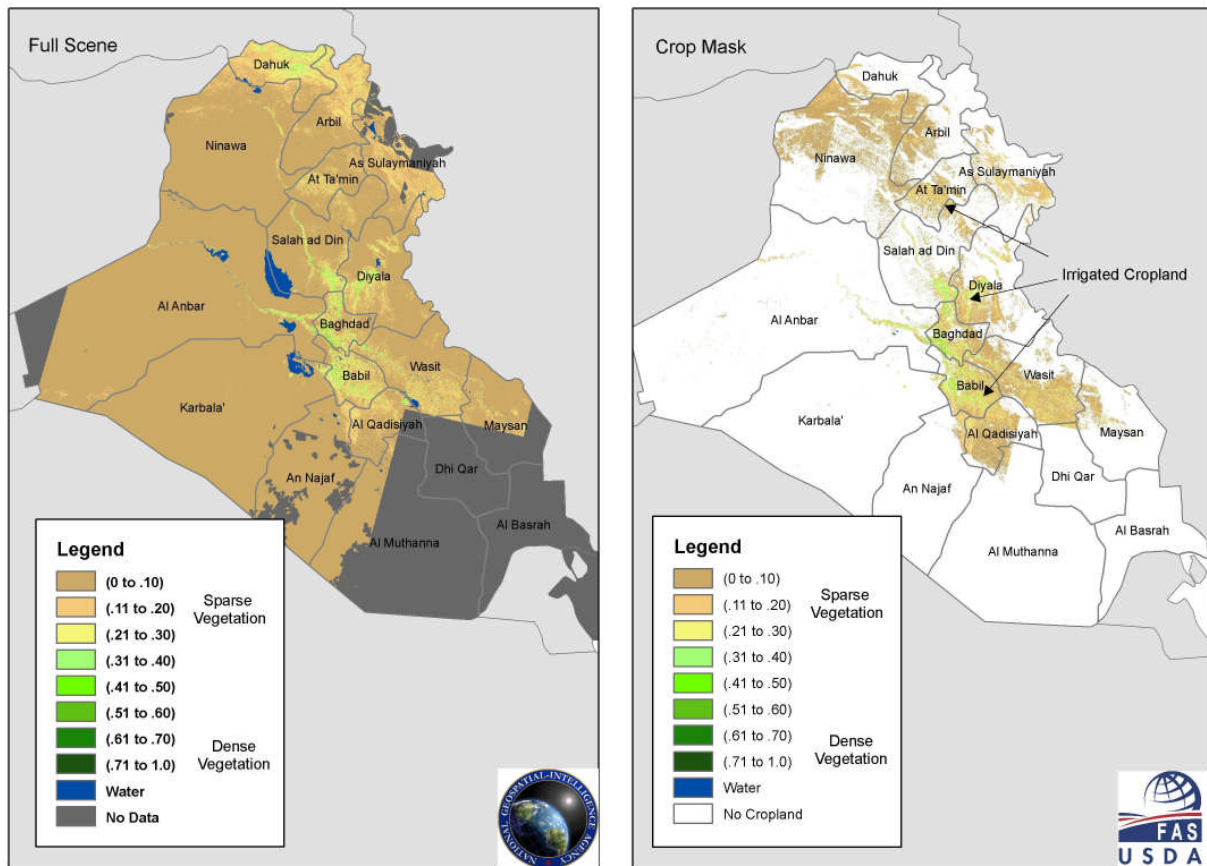 Full Scene
Dahuk
Ninawa
Arbil
As Sulaymaniyah
At Ta'min
Salah ad Din
Diyala
Al Anbar
Baghdad
Wasit
Babil
Karbala'
Al Qadisiyah
Maysan
Dhi Qar
An Najaf
Al Basrah
Al Muthanna
Legend
(0 to .10)
(.11 to .20)
Sparse
Vegetation
(.21 to .30)
(.31 to .40)
(.41 to .50)
(.51 to .60)
(.61 to .70)
Dense
Vegetation
(.71 to 1.0)
Water
No Data
NATIONAL GEOSPATIAL-INTELLIGENCE AGENCY
Crop Mask
Dahuk
Arbil
Ninawa
As Sulaymaniyah
At Ta'min
Salah ad Din
Irrigated Cropland
Diyala
Al Anbar
Baghdad
Wasit
Babil
Karbala'
Al Qadisiyah
Maysan
Dhi Qar
An Najaf
Al Basrah
Al Muthanna
Legend
(0 to .10)
(.11 to .20)
Sparse
Vegetation
(.21 to .30)
(.31 to .40)
(.41 to .50)
(.51 to .60)
(.61 to .70)
Dense
Vegetation
(.71 to 1.0)
Water
No Cropland
FAS
USDA